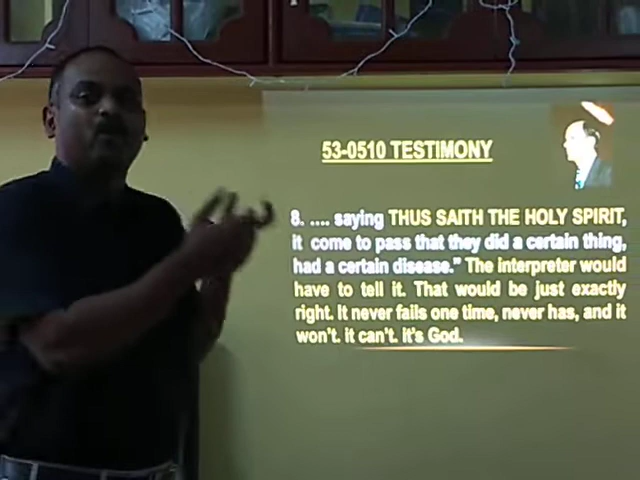 53-0510 TESTIMONY
8. .... saying THUS SAITH THE HOLY SPIRIT,
it come to pass that they did a certain thing,
had a certain disease.” The interpreter would
have to tell it. That would be just exactly
right. It never fails one time, never has, and it
won't. It can't. it's God.